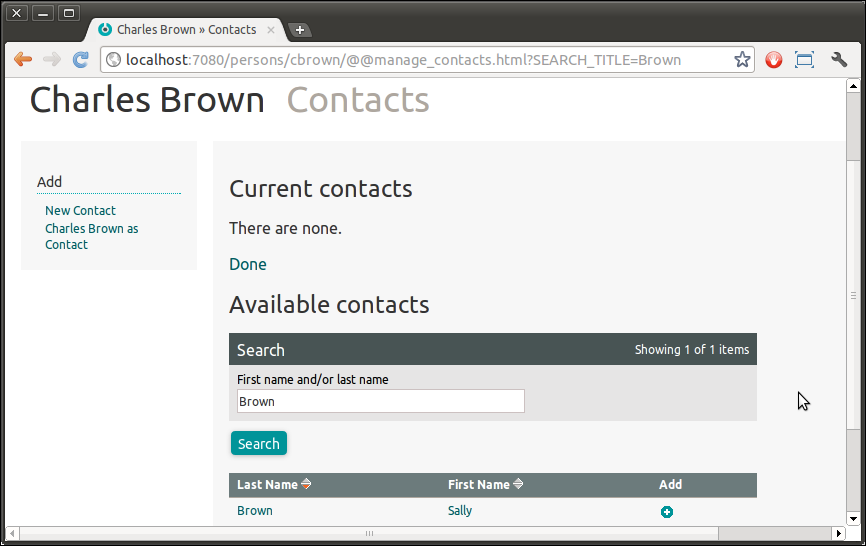 Charles Brown » Contacts
localhost:7080/persons/cbrown/@@manage_contacts.html?SEARCH_TITLE=Brown
Charles Brown Contacts
Add
New Contact
Charles Brown as
Contact
Current contacts
There are none.
Done
Available contacts
Search Showing 1 of 1 items
First name and/or last name
Brown
Search
Last Name First Name Add
Brown Sally